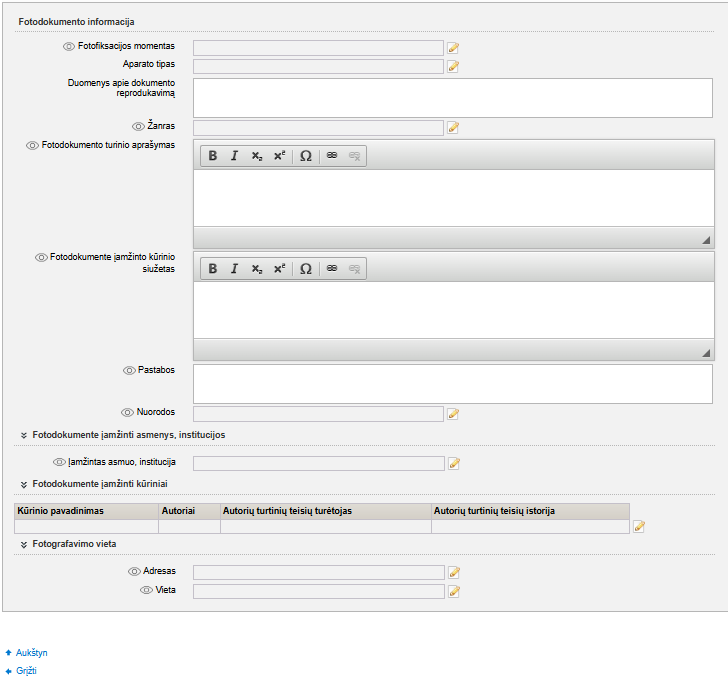 Fotodokumento informacija
Fotofiksacijos momentas
Aparato tipas
Duomenys apie dokumento
reprodukavimą
Žanras
Fotodokumento turinio aprašymas
B I x₂ x² Ω
Fotodokumente įamžinto kūrinio
siužetas
B I x₂ x² Ω
Pastabos
Nuorodos
Fotodokumente įamžinti asmenys, institucijos
Įamžintas asmuo, institucija
Fotodokumente įamžinti kūriniai
Kūrinio pavadinimas Autoriai Autorių turtinių teisių turėtojas Autorių turtinių teisių istorija
Fotografavimo vieta
Adresas
Vieta
Aukštyn
Grįžti